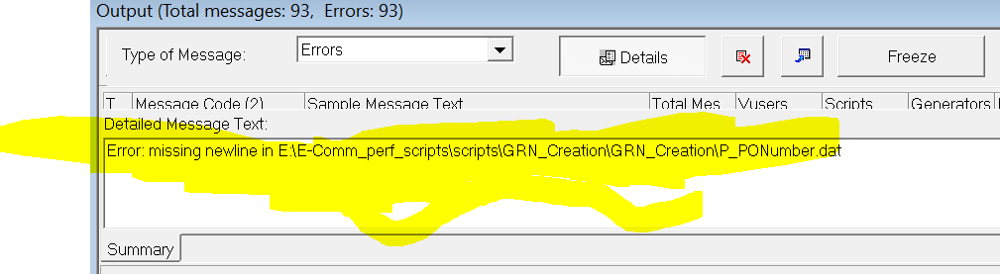 Output (Total messages: 93,  Errors: 93)
Type of Message:
Errors
Details
Freeze
T Message Code (2) Sample Message Text Total Mes Vusers Scripts Generators
Detailed Message Text:
Error: missing newline in E:\E-Comm_perf_scripts\scripts\GRN_Creation\GRN_Creation\P_PONumber.dat
Summary